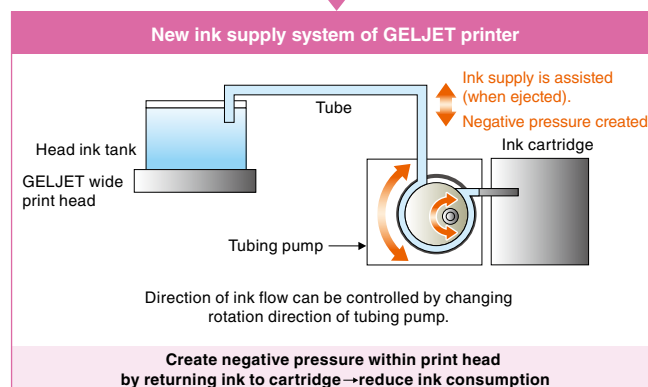 New ink supply system of GELJET printer
Ink supply is assisted
(when ejected).
Negative pressure created
Tube
Ink cartridge
Head ink tank
GELJET wide
print head
Tubing pump
Direction of ink flow can be controlled by changing
rotation direction of tubing pump.
Create negative pressure within print head
by returning ink to cartridge→reduce ink consumption